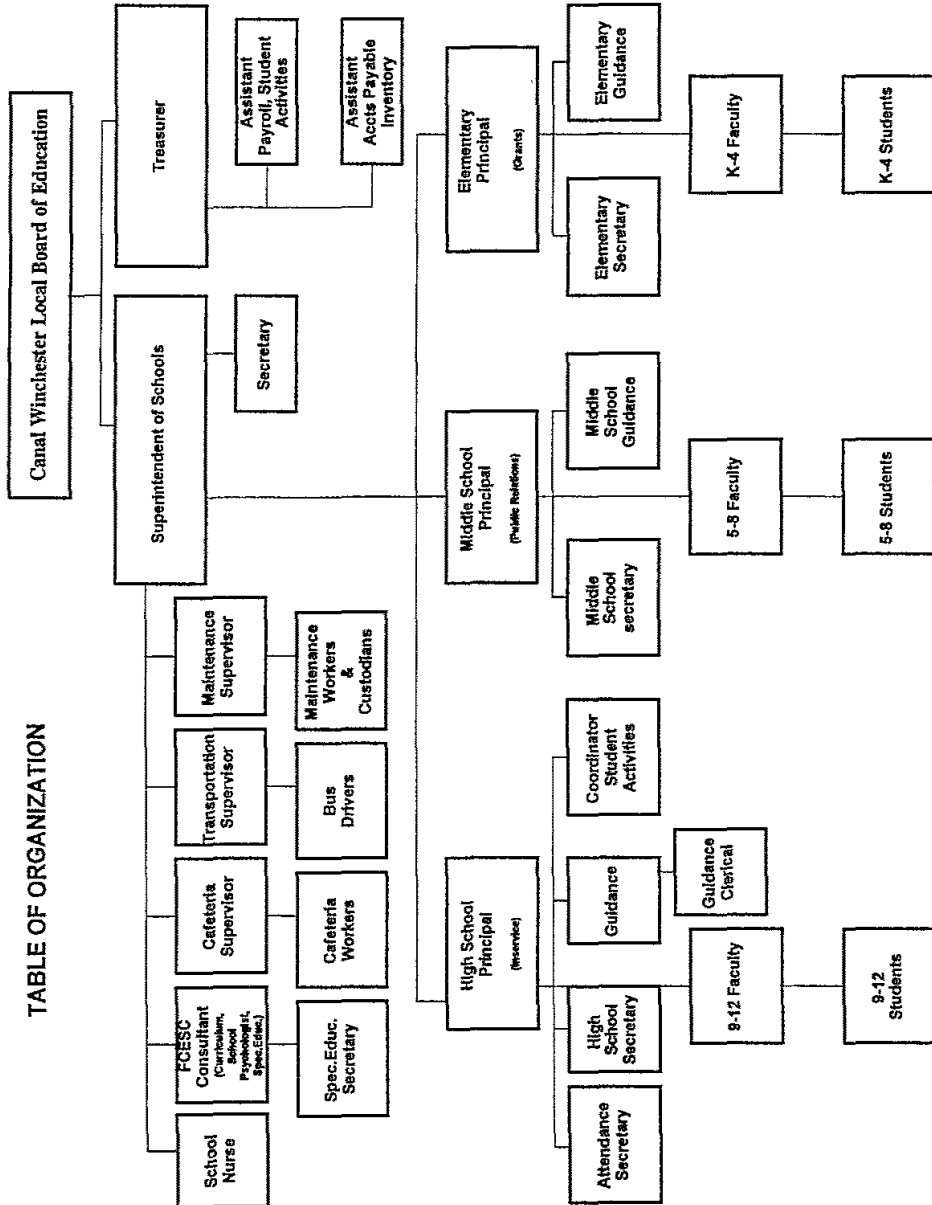 TABLE OF ORGANIZATION
Canal Winchester Local Board of Education
Superintendent of Schools
Treasurer
School
Nurse
FCESC
Consultant
(Curriculum,
School
Psychologist,
Spec.Educ.)
Cafeteria
Supervisor
Transportation
Supervisor
Maintenance
Supervisor
Secretary
Assistant
Payroll, Student
Activities
Spec.Educ.
Secretary
Cafeteria
Workers
Bus
Drivers
Maintenance
Workers
&
Custodians
Assistant
Accts Payable
Inventory
High School
Principal
(Inservice)
Middle School
Principal
(Public Relations)
Elementary
Principal
(Grants)
Attendance
Secretary
High
School
Secretary
Guidance
Coordinator
Student
Activities
Middle
School
secretary
Middle
School
Guidance
Elementary
Secretary
Elementary
Guidance
Guidance
Clerical
9-12 Faculty
5-8 Faculty
K-4 Faculty
9-12
Students
5-8 Students
K-4 Students